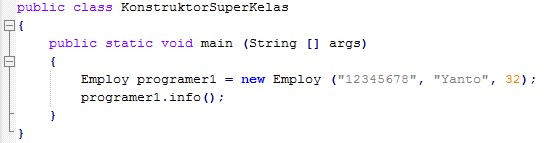 public class KonstruktorSuperKelas
{
public static void main (String [] args)
{
Employ programer1 = new Employ ("12345678", "Yanto", 32);
programer1.info();
}
}